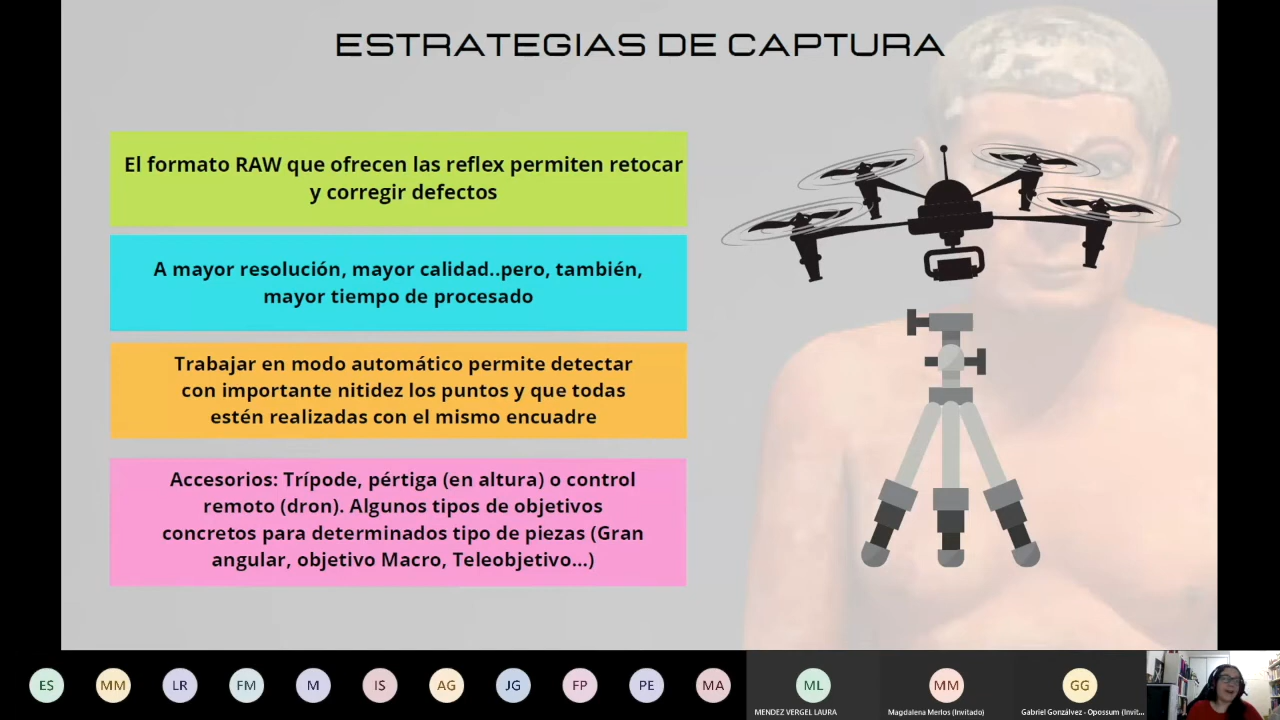 ESTRATEGIAS DE CAPTURA
El formato RAW que ofrecen las reflex permiten retocar
y corregir defectos
A mayor resolución, mayor calidad..pero, también,
mayor tiempo de procesado
Trabajar en modo automático permite detectar
con importante nitidez los puntos y que todas
estén realizadas con el mismo encuadre
Accesorios: Trípode, pértiga (en altura) o control
remoto (dron). Algunos tipos de objetivos
concretos para determinados tipo de piezas (Gran
angular, objetivo Macro, Teleobjetivo...)
ES MM LR FM M IS AG JG FP PE MA ML MM GG
MENDEZ VERGEL LAURA
Magdalena Merlos (Invitado)
Gabriel Gonzálvez - Opossum (Invit...